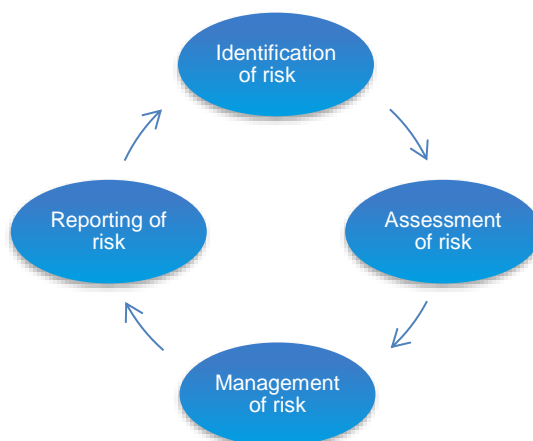 Identification
of risk
Assessment
of risk
Management
of risk
Reporting of
risk